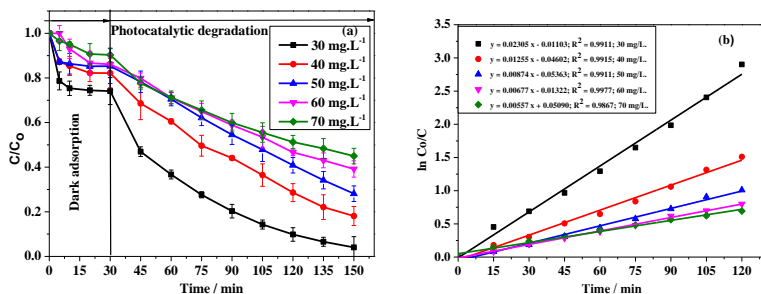 Photocatalytic degradation
(a)
30 mg.L-1
40 mg.L-1
50 mg.L-1
60 mg.L-1
70 mg.L-1
Dark adsorption
C/Co
1.0
0.8
0.6
0.4
0.2
0.0
0 15 30 45 60 75 90 105 120 135 150
Time / min
(b)
y = 0.02305 x - 0.01103; R2 = 0.9911; 30 mg/L.
y = 0.01255 x - 0.04602; R2 = 0.9915; 40 mg/L.
y = 0.00874 x - 0.05363; R2 = 0.9911; 50 mg/L.
y = 0.00677 x - 0.01322; R2 = 0.9977; 60 mg/L.
y = 0.00557 x + 0.05090; R2 = 0.9867; 70 mg/L.
ln Co/C
3.0
2.5
2.0
1.5
1.0
0.5
0.0
0 15 30 45 60 75 90 105 120
Time / min